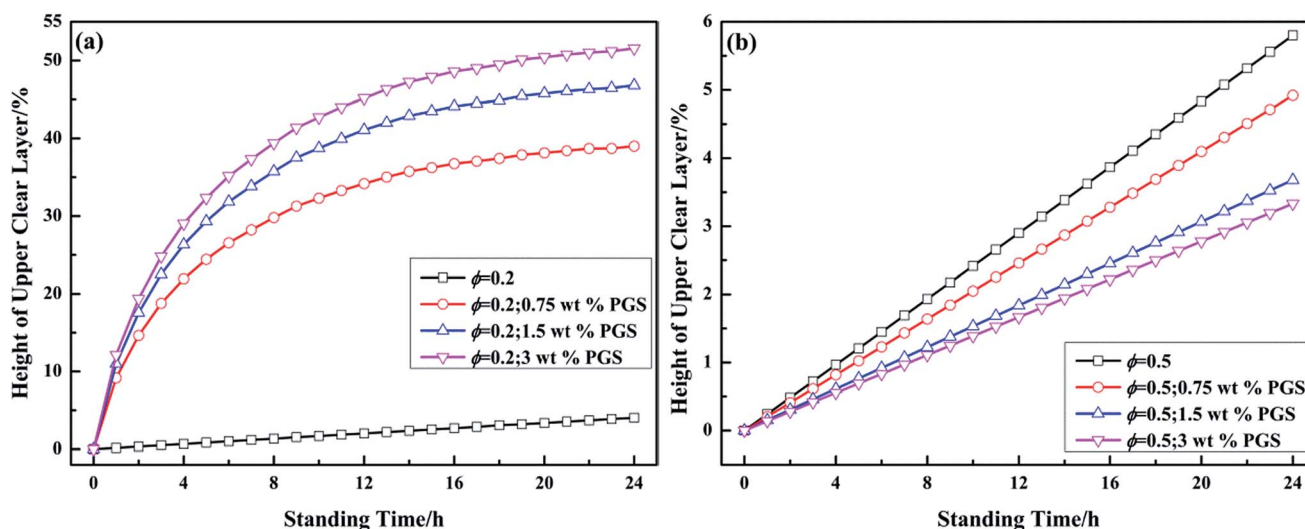 (a)
Height of Upper Clear Layer/%
55
50
40
30
20
10
0
ϕ=0.2
ϕ=0.2;0.75 wt % PGS
ϕ=0.2;1.5 wt % PGS
ϕ=0.2;3 wt % PGS
0 4 8 12 16 20 24
Standing Time/h
(b)
Height of Upper Clear Layer/%
6
5
4
3
2
1
0
ϕ=0.5
ϕ=0.5;0.75 wt % PGS
ϕ=0.5;1.5 wt % PGS
ϕ=0.5;3 wt % PGS
0 4 8 12 16 20 24
Standing Time/h